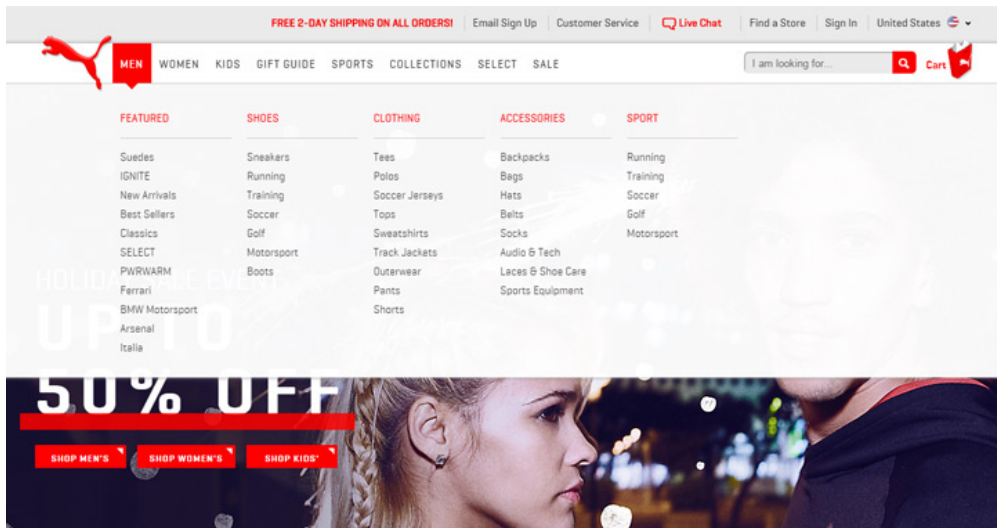 FREE 2-DAY SHIPPING ON ALL ORDERS!
Email Sign Up
Customer Service
Live Chat
Find a Store
Sign In
United States
MEN
WOMEN
KIDS
GIFT GUIDE
SPORTS
COLLECTIONS
SELECT
SALE
I am looking for...
Cart
FEATURED
Suedes
IGNITE
New Arrivals
Best Sellers
Classics
SELECT
PWRWARM
Ferrari
BMW Motorsport
Arsenal
Italia
SHOES
Sneakers
Running
Training
Soccer
Golf
Motorsport
Boots
CLOTHING
Tees
Polos
Soccer Jerseys
Tops
Sweatshirts
Track Jackets
Outerwear
Pants
Shorts
ACCESSORIES
Backpacks
Bags
Hats
Belts
Socks
Audio & Tech
Laces & Shoe Care
Sports Equipment
SPORT
Running
Training
Soccer
Golf
Motorsport
HOLIDAY SALE EVENT
UP TO
50% OFF
SHOP MEN'S
SHOP WOMEN'S
SHOP KIDS'